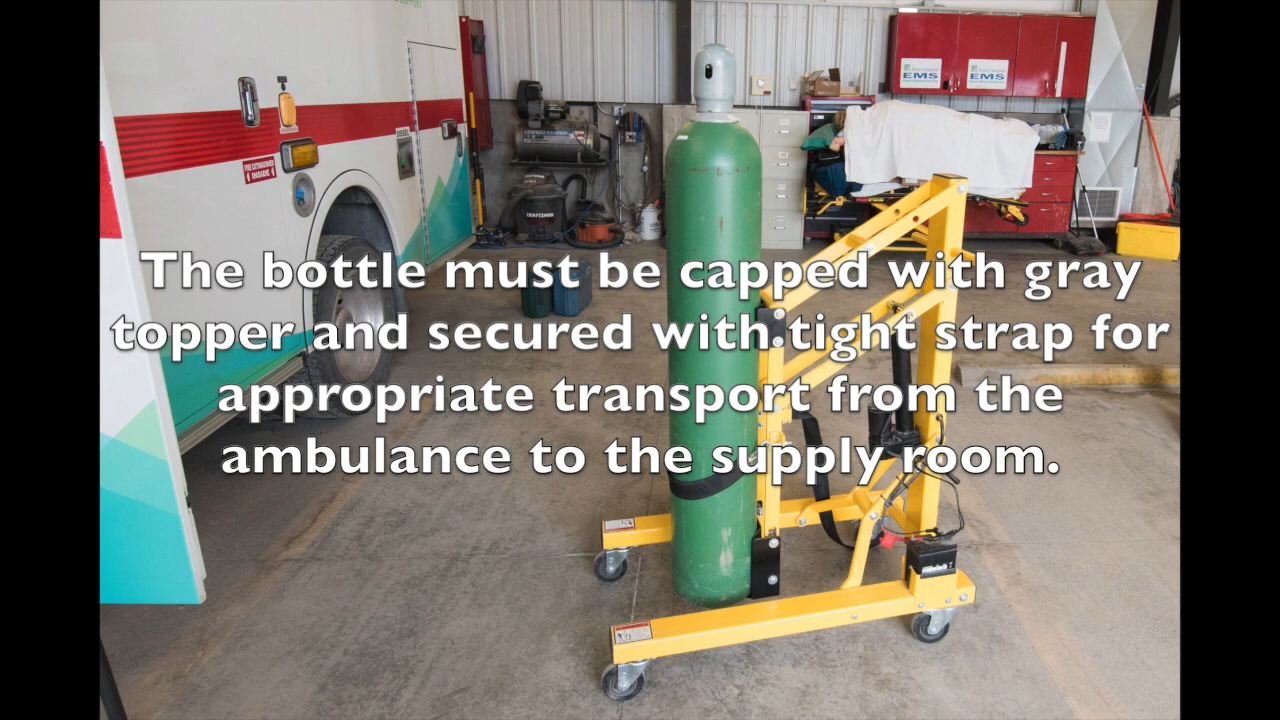 The bottle must be capped with gray
topper and secured with tight strap for
appropriate transport from the
ambulance to the supply room.
EMS
EMS
DIESEL
FIRE EXTINGUISHER
INSIDE
CRAFTSMAN